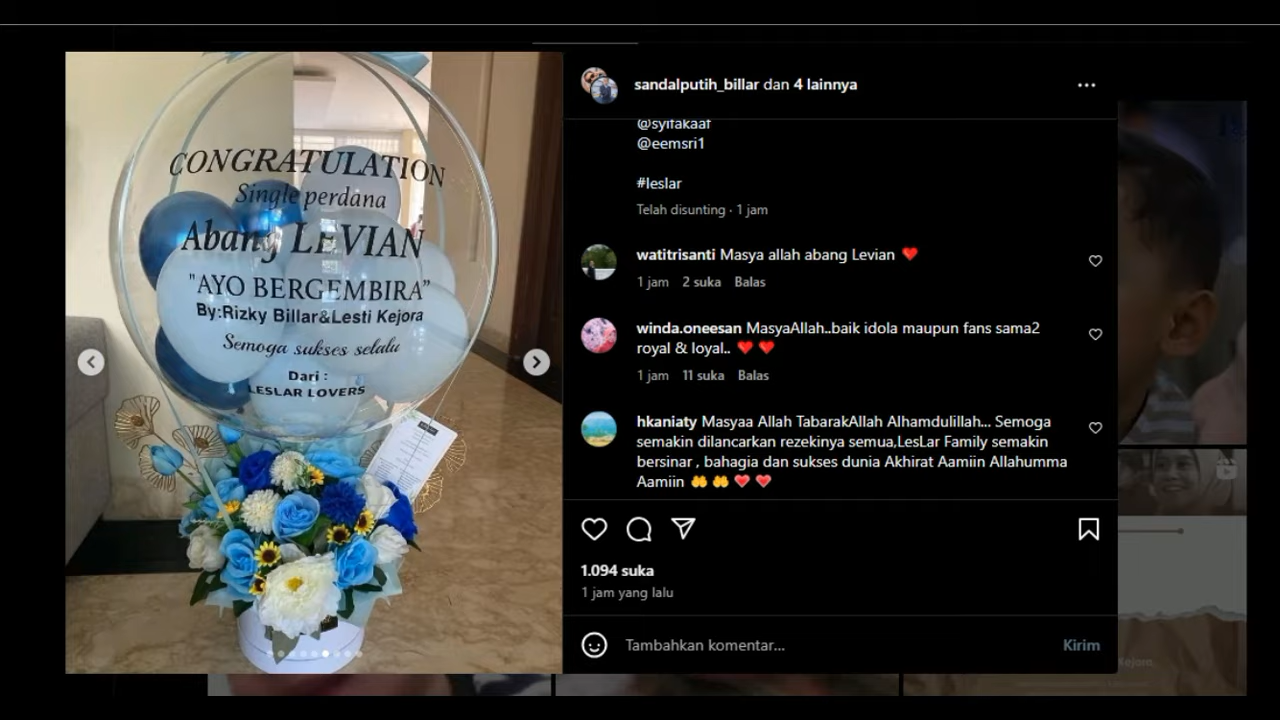 CONGRATULATION
Single perdana
Abang LEVIAN
"AYO BERGEMBIRA"
By:Rizky Billar&Lesti Kejora
Semoga sukses selalu
Dari :
LESLAR LOVERS
sandalputih_billar dan 4 lainnya
@syifakaaf
@eemsri1
#leslar
Telah disunting · 1 jam
watitrisanti Masya allah abang Levian ❤️
1 jam 2 suka Balas
winda.oneesan MasyaAllah..baik idola maupun fans sama2
royal & loyal.. ❤️ ❤️
1 jam 11 suka Balas
hkaniaty Masyaa Allah TabarakAllah Alhamdulillah... Semoga
semakin dilancarkan rezekinya semua,LesLar Family semakin
bersinar , bahagia dan sukses dunia Akhirat Aamiin Allahumma
Aamiin 🤲 🤲 ❤️ ❤️
1.094 suka
1 jam yang lalu
Tambahkan komentar...
Kirim